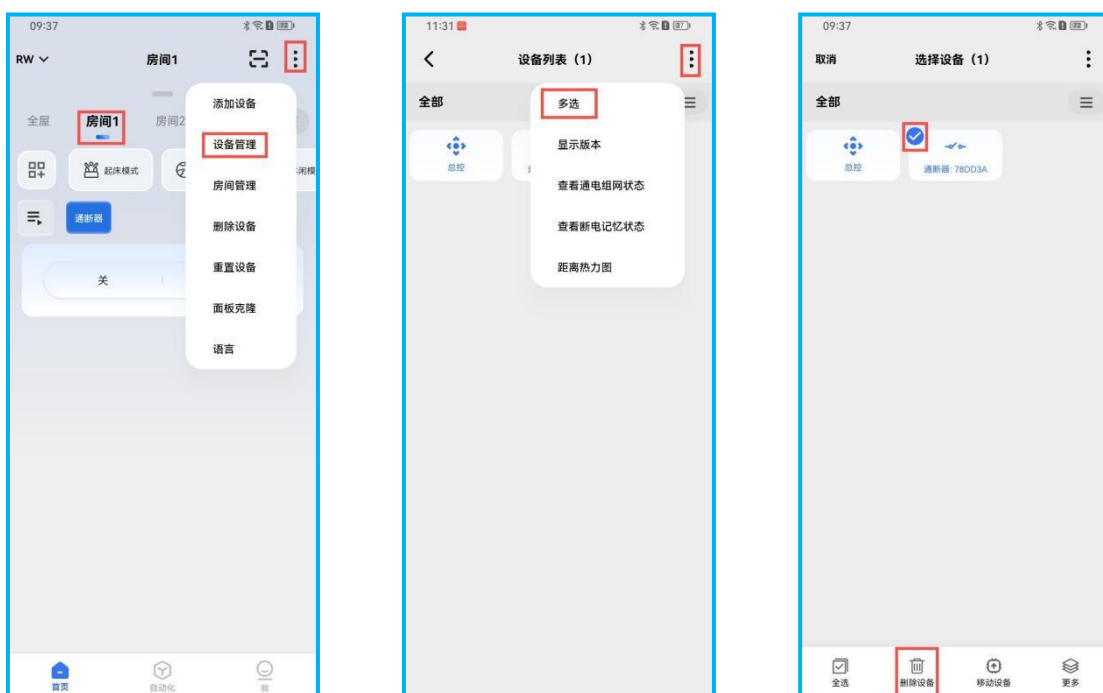 09:37
RW
房间1
添加设备
全屋
房间1
房间2
设备管理
起床模式
闲模
房间管理
通断器
删除设备
关
重置设备
面板克隆
语言
首页
自动化
我
11:31
87
设备列表（1）
全部
多选
总控
显示版本
查看通电组网状态
查看断电记忆状态
距离热力图
09:37
取消
选择设备（1）
全部
总控
通断器: 78DD3A
全选
删除设备
移动设备
更多